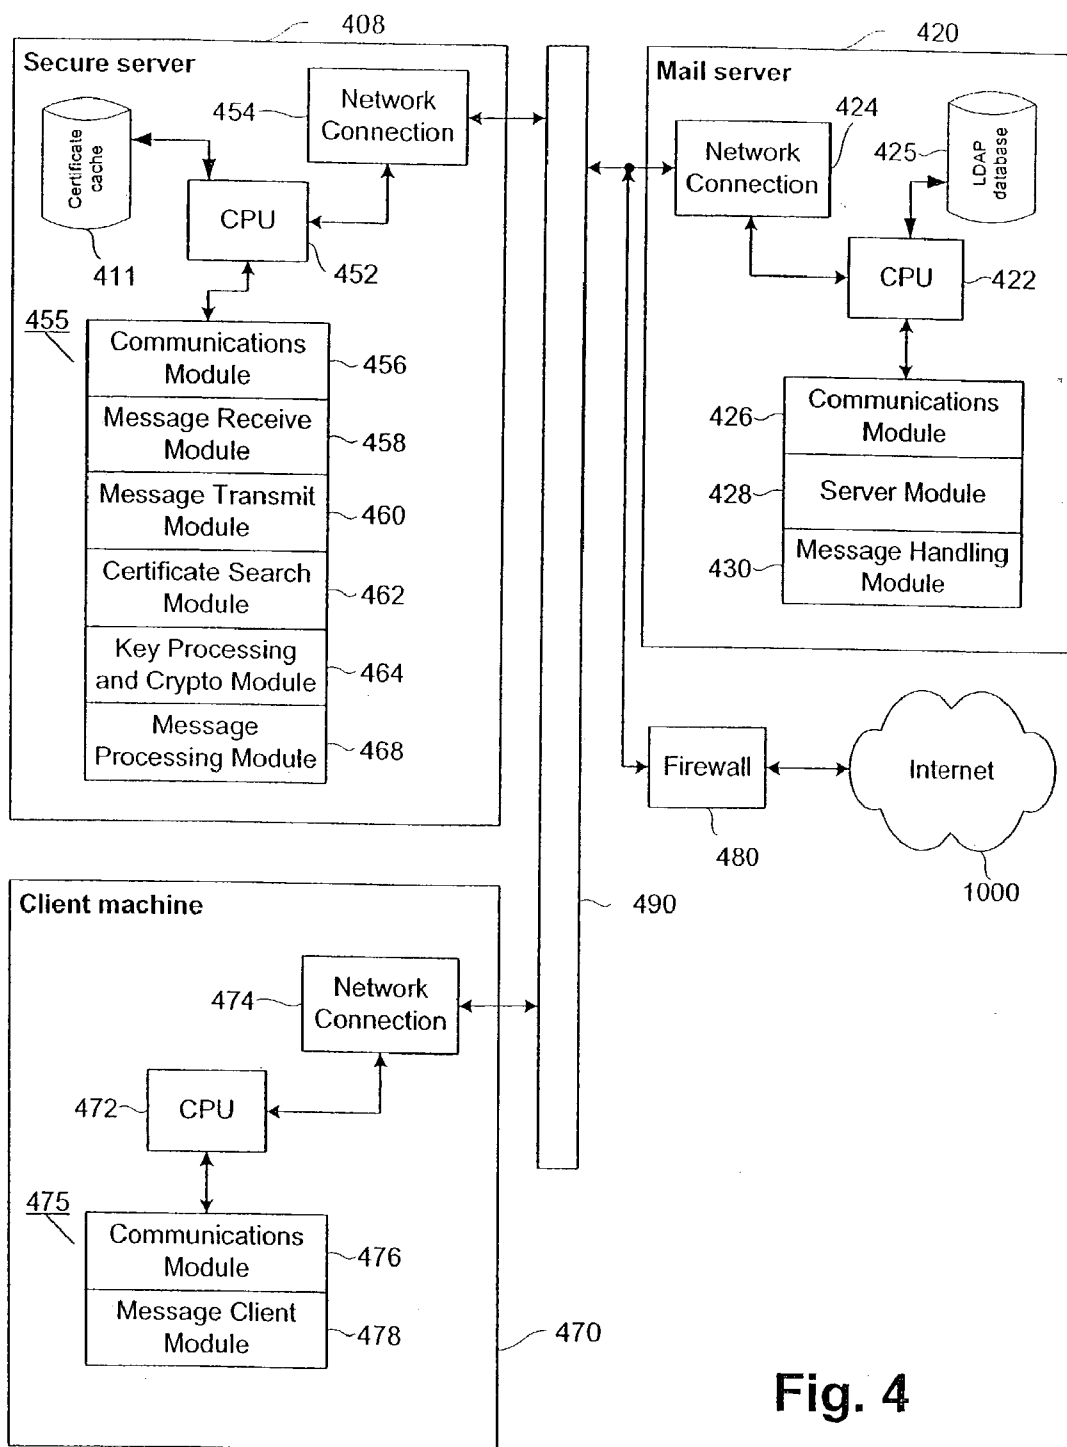 408
Secure server
454
Network
Connection
Certificate
cache
411
CPU
452
455
Communications
Module
456
Message Receive
Module
458
Message Transmit
Module
460
Certificate Search
Module
462
Key Processing
and Crypto Module
464
Message
Processing Module
468
420
Mail server
424
Network
Connection
425
LDAP
database
CPU
422
426
Communications
Module
428
Server Module
430
Message Handling
Module
Firewall
480
Internet
1000
490
Client machine
474
Network
Connection
472
CPU
475
Communications
Module
476
Message Client
Module
478
470
Fig. 4